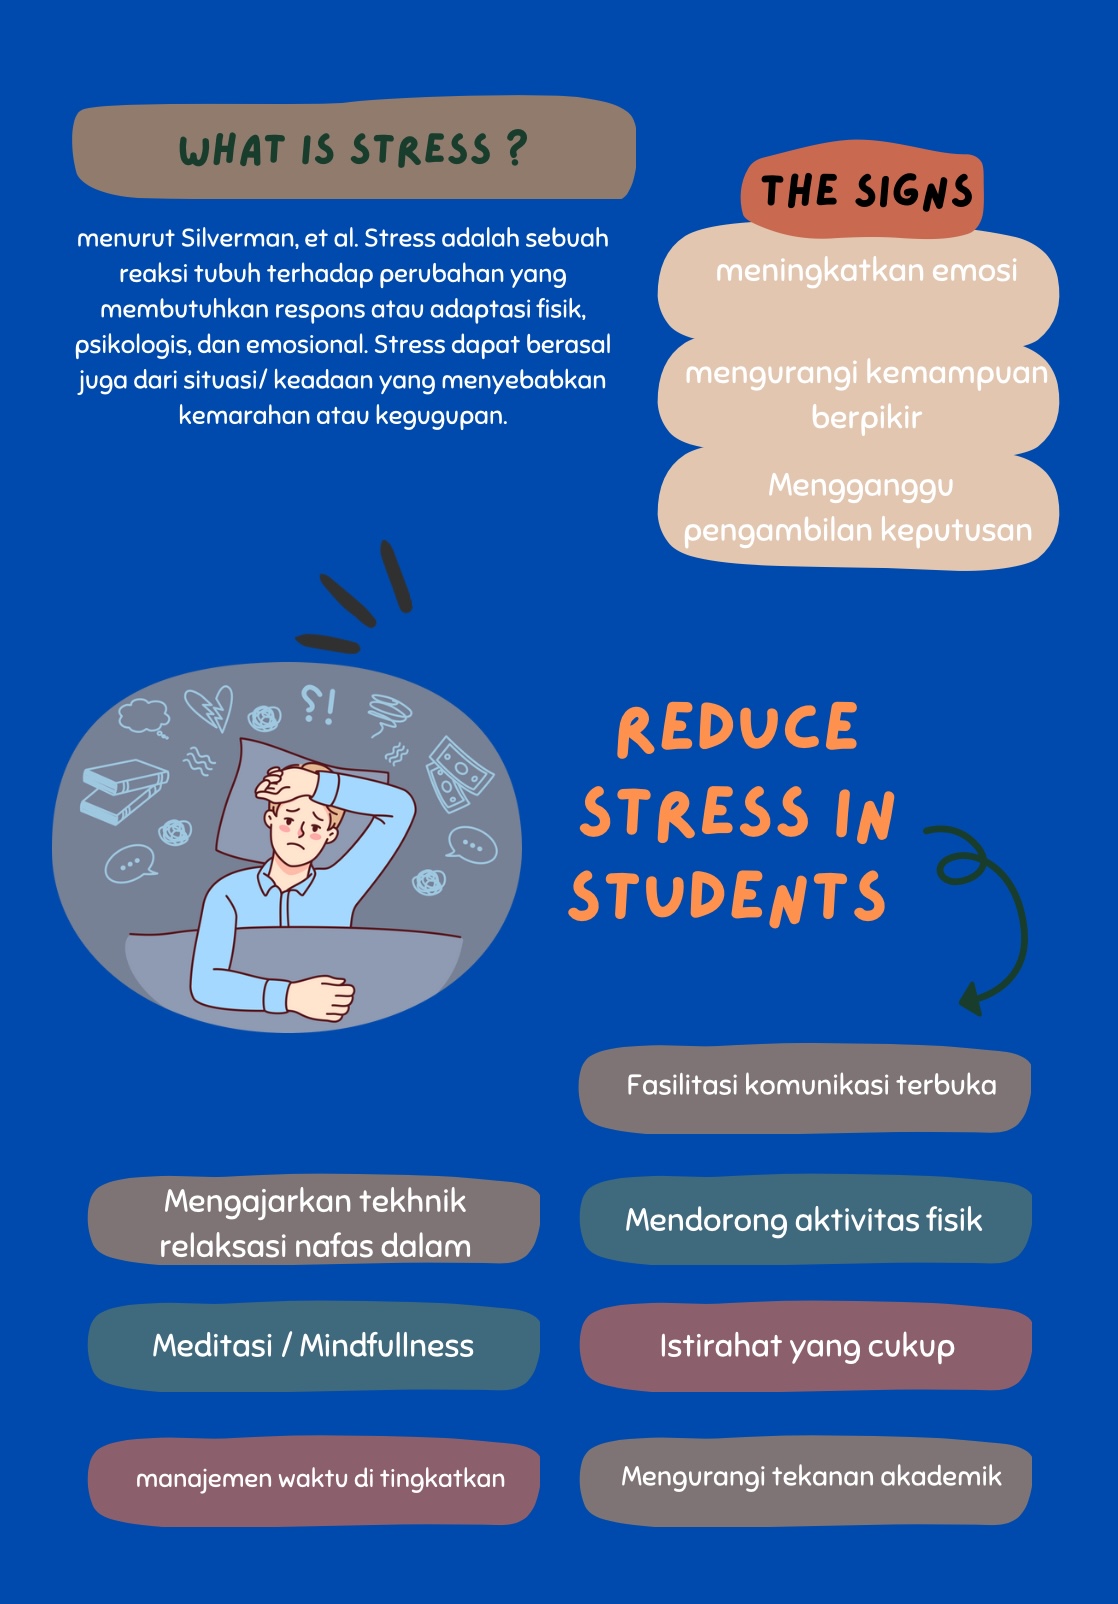 WHAT IS STRESS ?
menurut Silverman, et al. Stress adalah sebuah
reaksi tubuh terhadap perubahan yang
membutuhkan respons atau adaptasi fisik,
psikologis, dan emosional. Stress dapat berasal
juga dari situasi/ keadaan yang menyebabkan
kemarahan atau kegugupan.
THE SIGNS
meningkatkan emosi
mengurangi kemampuan
berpikir
Mengganggu
pengambilan keputusan
?!
REDUCE
STRESS IN
STUDENTS
Fasilitasi komunikasi terbuka
Mengajarkan tekhnik
relaksasi nafas dalam
Mendorong aktivitas fisik
Meditasi / Mindfullness
Istirahat yang cukup
manajemen waktu di tingkatkan
Mengurangi tekanan akademik